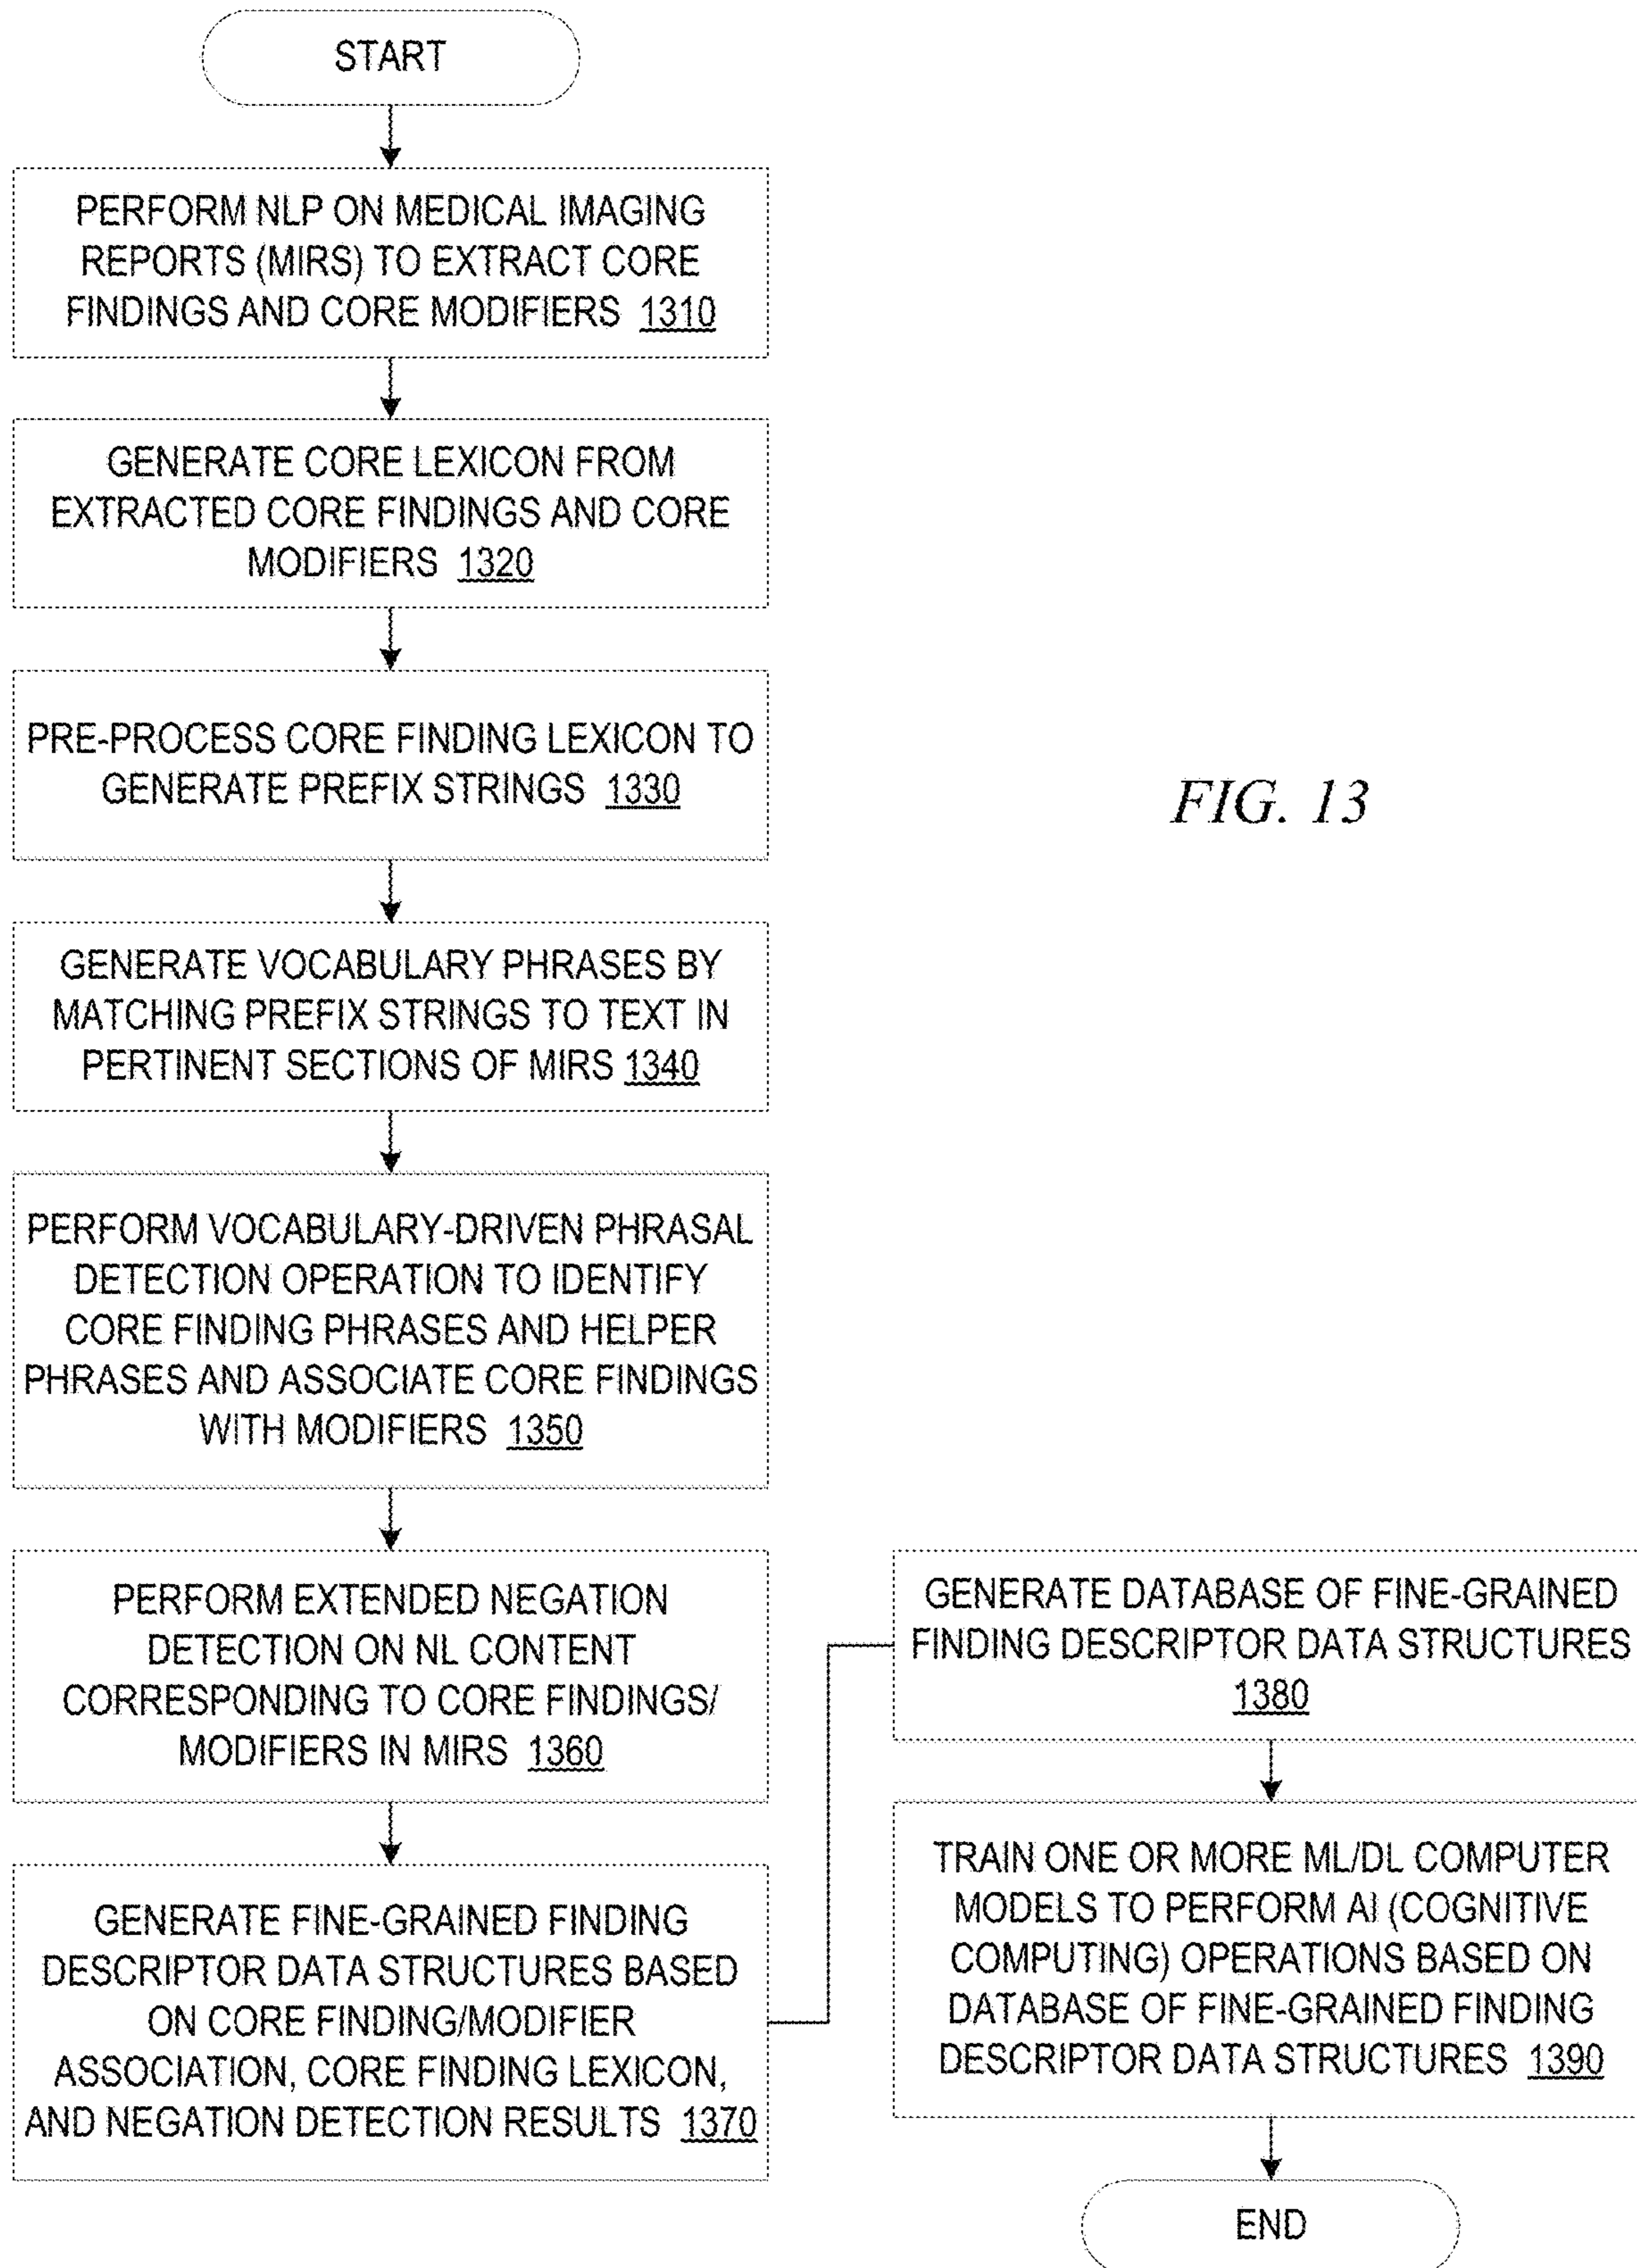 START
PERFORM NLP ON MEDICAL IMAGING
REPORTS (MIRS) TO EXTRACT CORE
FINDINGS AND CORE MODIFIERS 1310
GENERATE CORE LEXICON FROM
EXTRACTED CORE FINDINGS AND CORE
MODIFIERS 1320
PRE-PROCESS CORE FINDING LEXICON TO
GENERATE PREFIX STRINGS 1330
FIG. 13
GENERATE VOCABULARY PHRASES BY
MATCHING PREFIX STRINGS TO TEXT IN
PERTINENT SECTIONS OF MIRS 1340
PERFORM VOCABULARY-DRIVEN PHRASAL
DETECTION OPERATION TO IDENTIFY
CORE FINDING PHRASES AND HELPER
PHRASES AND ASSOCIATE CORE FINDINGS
WITH MODIFIERS 1350
PERFORM EXTENDED NEGATION
DETECTION ON NL CONTENT
CORRESPONDING TO CORE FINDINGS/
MODIFIERS IN MIRS 1360
GENERATE FINE-GRAINED FINDING
DESCRIPTOR DATA STRUCTURES BASED
ON CORE FINDING/MODIFIER
ASSOCIATION, CORE FINDING LEXICON,
AND NEGATION DETECTION RESULTS 1370
GENERATE DATABASE OF FINE-GRAINED
FINDING DESCRIPTOR DATA STRUCTURES
1380
TRAIN ONE OR MORE ML/DL COMPUTER
MODELS TO PERFORM AI (COGNITIVE
COMPUTING) OPERATIONS BASED ON
DATABASE OF FINE-GRAINED FINDING
DESCRIPTOR DATA STRUCTURES 1390
END